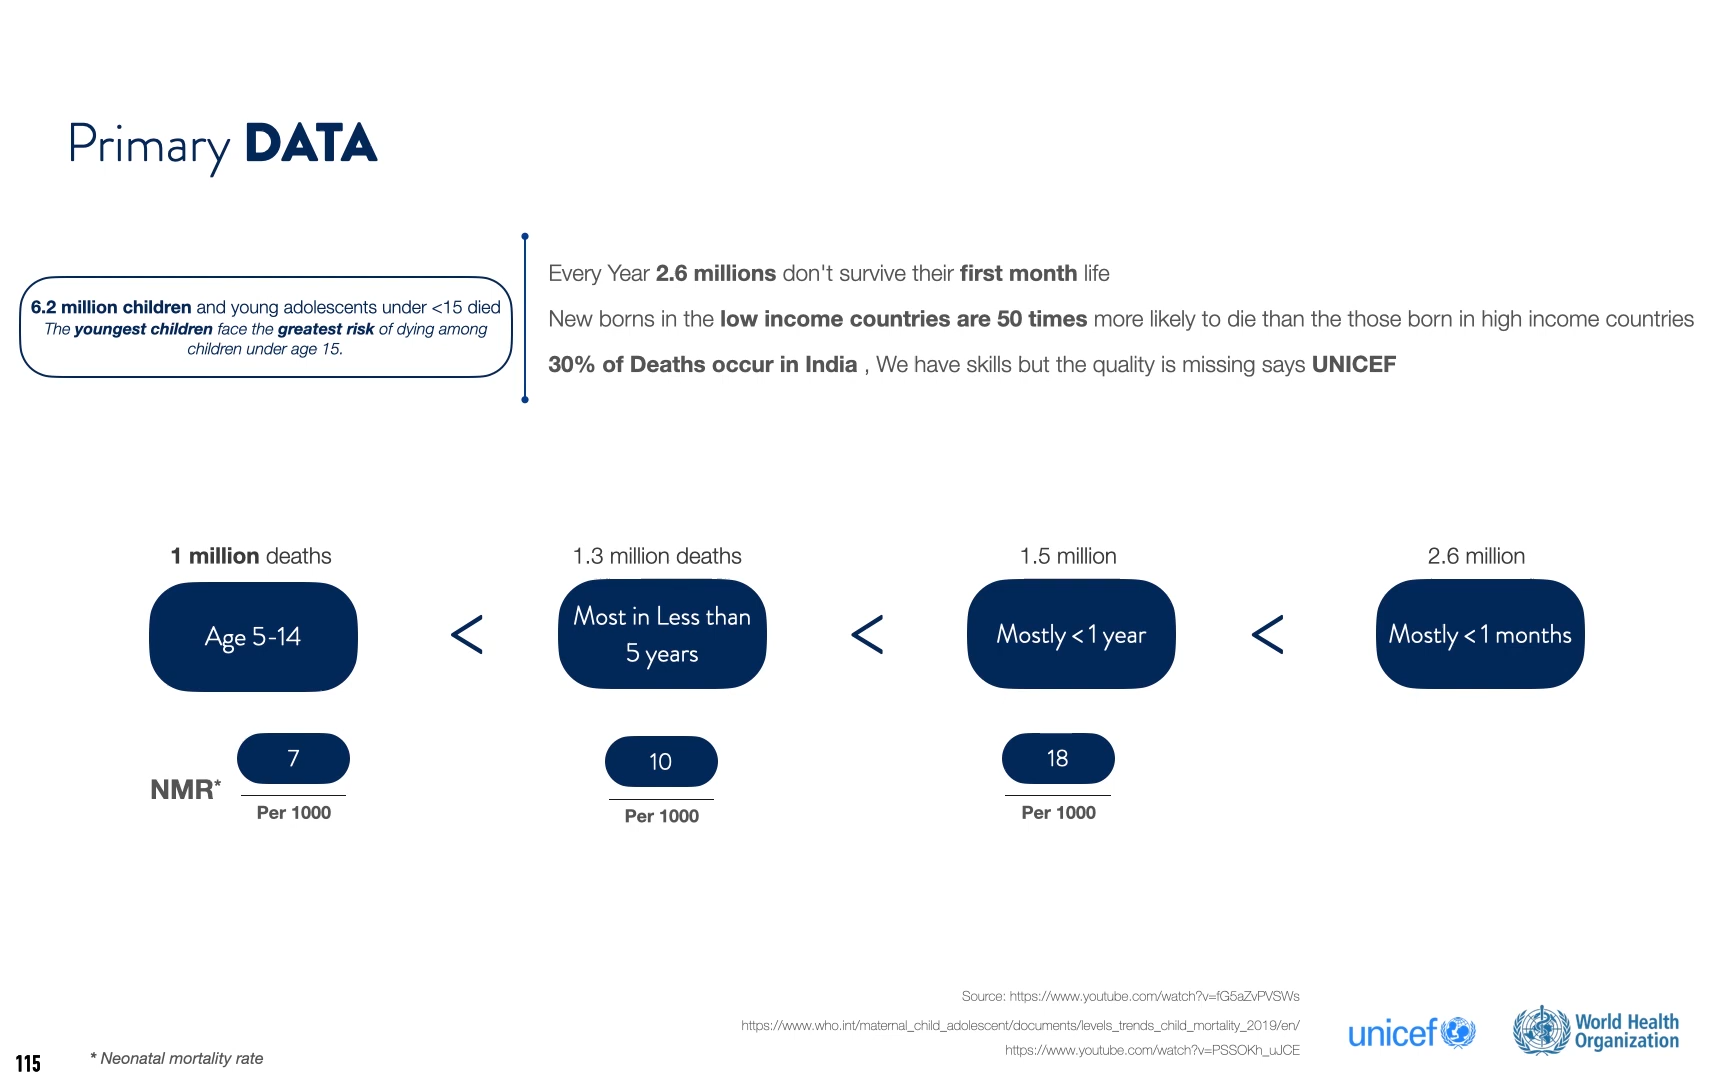 Primary DATA
6.2 million children and young adolescents under <15 died
The youngest children face the greatest risk of dying among
children under age 15.
Every Year 2.6 millions don't survive their first month life
New borns in the low income countries are 50 times more likely to die than the those born in high income countries
30% of Deaths occur in India , We have skills but the quality is missing says UNICEF
1 million deaths
Age 5-14
<
1.3 million deaths
Most in Less than
5 years
<
1.5 million
Mostly < 1 year
<
2.6 million
Mostly < 1 months
NMR*
7
Per 1000
10
Per 1000
18
Per 1000
Source: https://www.youtube.com/watch?v=fG5aZvPVSWs
https://www.who.int/maternal_child_adolescent/documents/levels_trends_child_mortality_2019/en/
https://www.youtube.com/watch?v=PSSOKh_uJCE
unicef
World Health
Organization
115
* Neonatal mortality rate